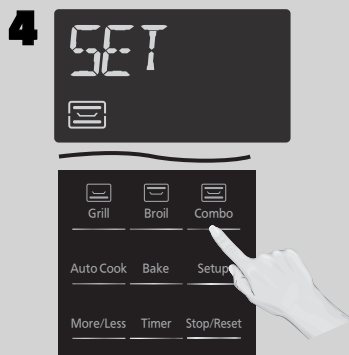 4
SET
Grill Broil Combo
Auto Cook Bake Setup
More/Less Timer Stop/Reset